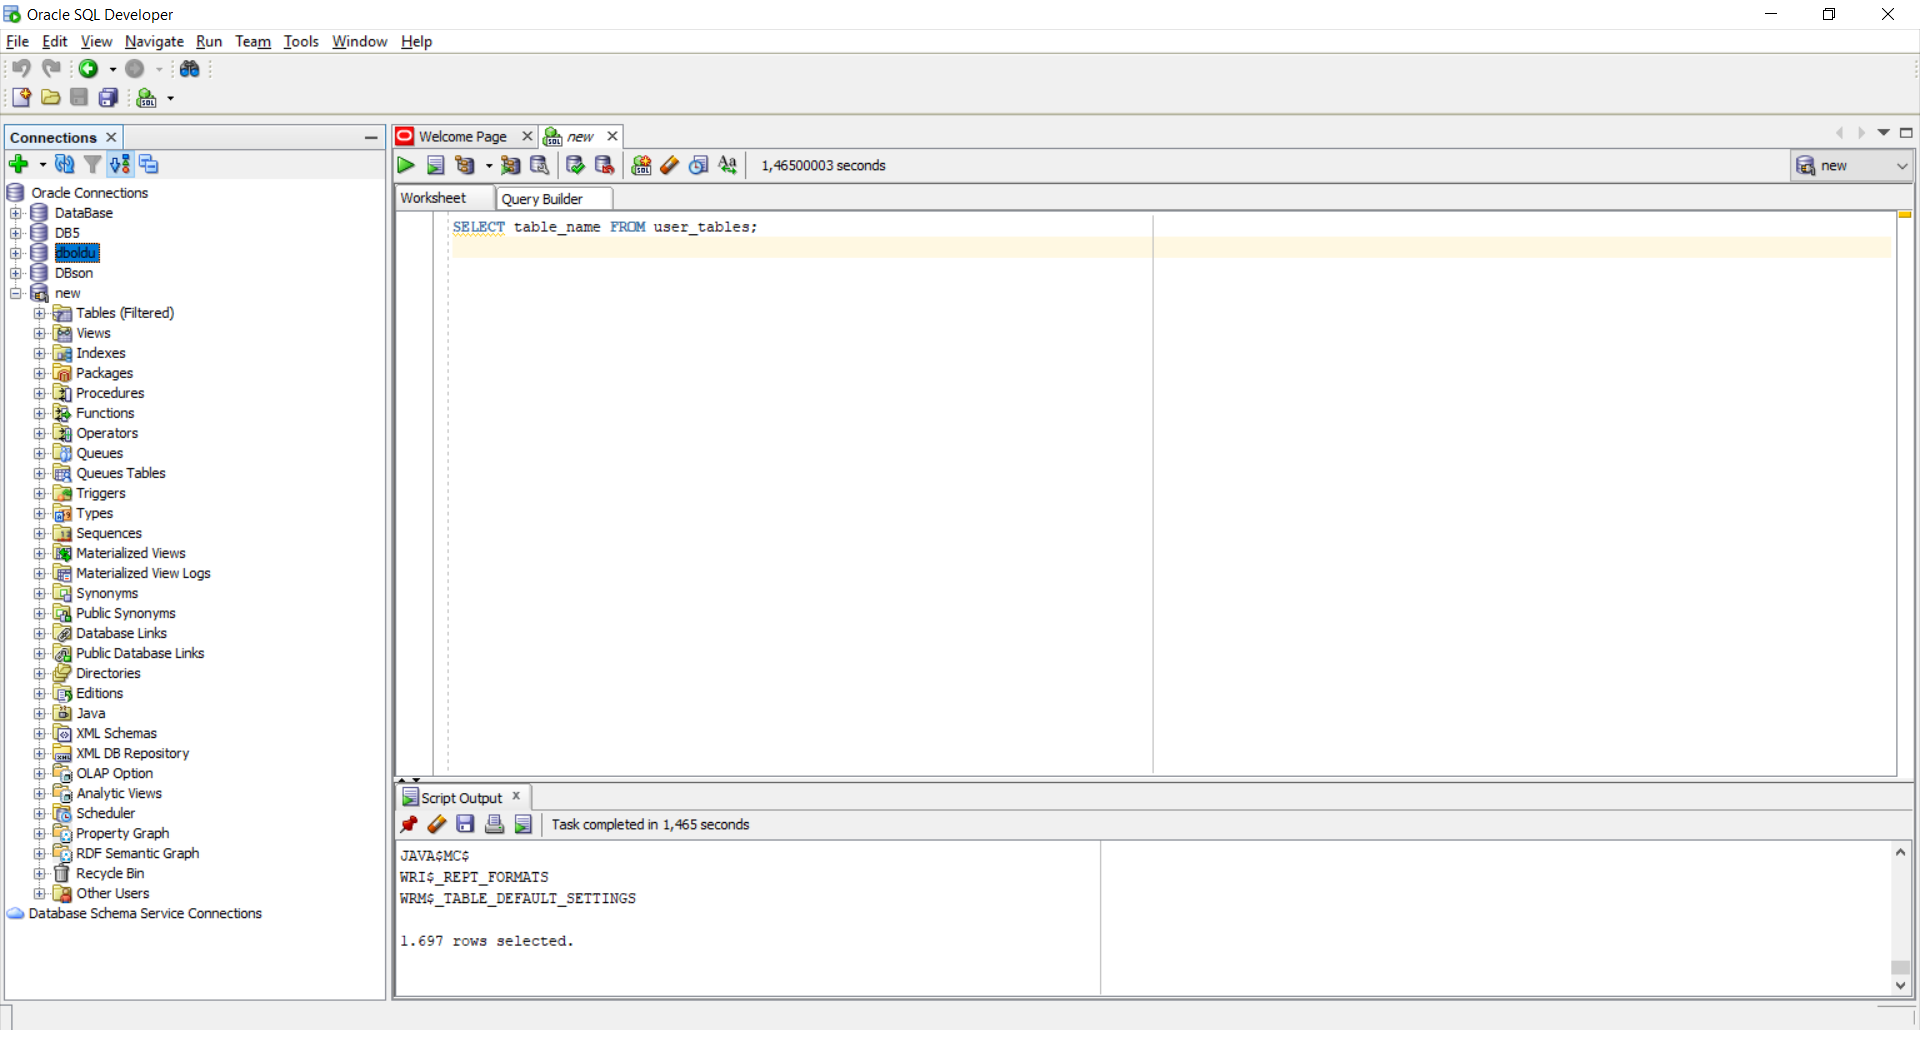 Oracle SQL Developer
File Edit View Navigate Run Team Tools Window Help
Connections
Oracle Connections
DataBase
DB5
dboldu
DBson
new
Tables (Filtered)
Views
Indexes
Packages
Procedures
Functions
Operators
Queues
Queues Tables
Triggers
Types
Sequences
Materialized Views
Materialized View Logs
Synonyms
Public Synonyms
Database Links
Public Database Links
Directories
Editions
Java
XML Schemas
XML DB Repository
OLAP Option
Analytic Views
Scheduler
Property Graph
RDF Semantic Graph
Recycle Bin
Other Users
Database Schema Service Connections
Welcome Page new
1,46500003 seconds new
Worksheet Query Builder
SELECT table_name FROM user_tables;
Script Output
Task completed in 1,465 seconds
JAVA$MC$
WRI$_REPT_FORMATS
WRM$_TABLE_DEFAULT_SETTINGS
1.697 rows selected.